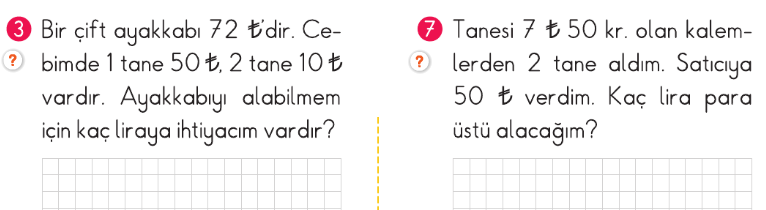 3 Bir çift ayakkabı 72 ₺'dir. Ce-
? bimde 1 tane 50 ₺, 2 tane 10 ₺
vardır. Ayakkabıyı alabilmem
için kaç liraya ihtiyacım vardır?
7 Tanesi 7 ₺ 50 kr. olan kalem-
? lerden 2 tane aldım. Satıcıya
50 ₺ verdim. Kaç lira para
üstü alacağım?